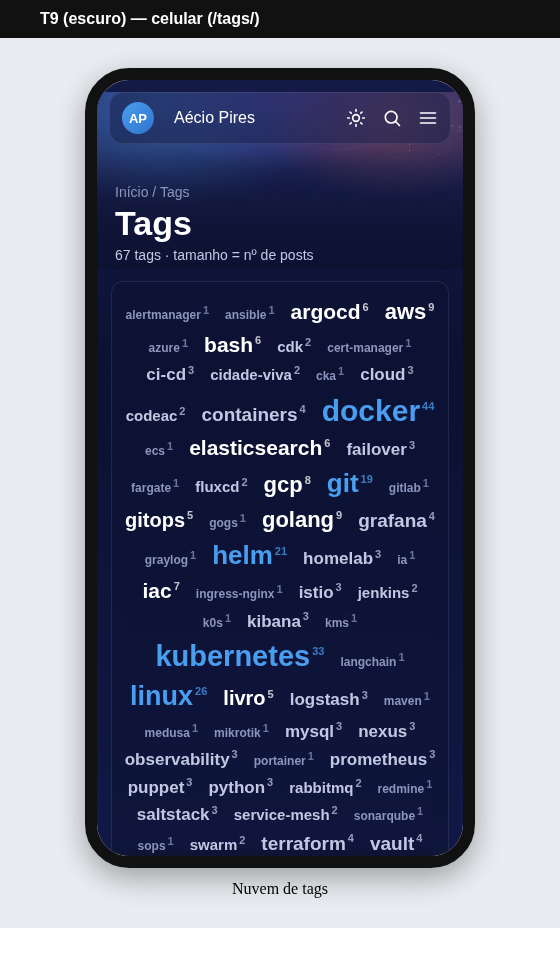 T9 (escuro) — celular (/tags/)
AP Aécio Pires
Início / Tags
Tags
67 tags · tamanho = nº de posts
alertmanager 1 ansible 1 argocd 6 aws 9
azure 1 bash 6 cdk 2 cert-manager 1
ci-cd 3 cidade-viva 2 cka 1 cloud 3
codeac 2 containers 4 docker 44
ecs 1 elasticsearch 6 failover 3
fargate 1 fluxcd 2 gcp 8 git 19 gitlab 1
gitops 5 gogs 1 golang 9 grafana 4
graylog 1 helm 21 homelab 3 ia 1
iac 7 ingress-nginx 1 istio 3 jenkins 2
k0s 1 kibana 3 kms 1
kubernetes 33 langchain 1
linux 26 livro 5 logstash 3 maven 1
medusa 1 mikrotik 1 mysql 3 nexus 3
observability 3 portainer 1 prometheus 3
puppet 3 python 3 rabbitmq 2 redmine 1
saltstack 3 service-mesh 2 sonarqube 1
sops 1 swarm 2 terraform 4 vault 4
Nuvem de tags